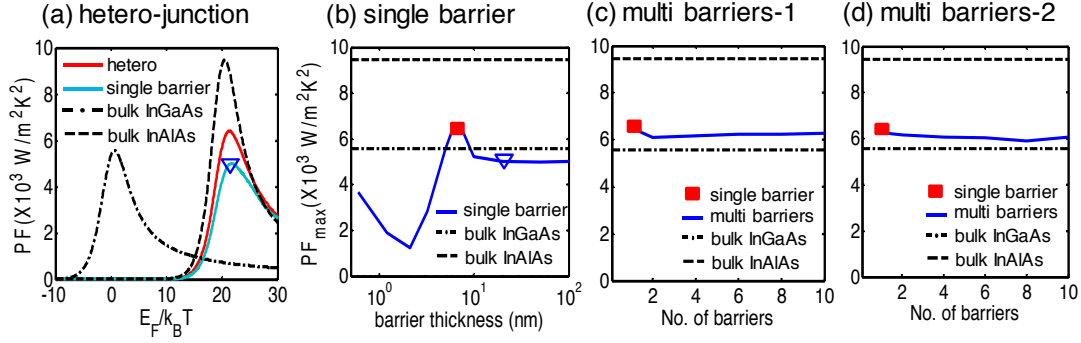 (a) hetero-junction
PF(X10³ W/m²K²)
10
8
6
4
2
0
-10 0 10 20 30
E_F/k_BT
hetero
single barrier
bulk InGaAs
bulk InAlAs
(b) single barrier
PF_max(X10³ W/m²K²)
10
8
6
4
2
0
10⁰ 10¹ 10²
barrier thickness (nm)
single barrier
bulk InGaAs
bulk InAlAs
(c) multi barriers-1
10
8
6
4
2
0
2 4 6 8 10
No. of barriers
single barrier
multi barriers
bulk InGaAs
bulk InAlAs
(d) multi barriers-2
10
8
6
4
2
0
2 4 6 8 10
No. of barriers
single barrier
multi barriers
bulk InGaAs
bulk InAlAs